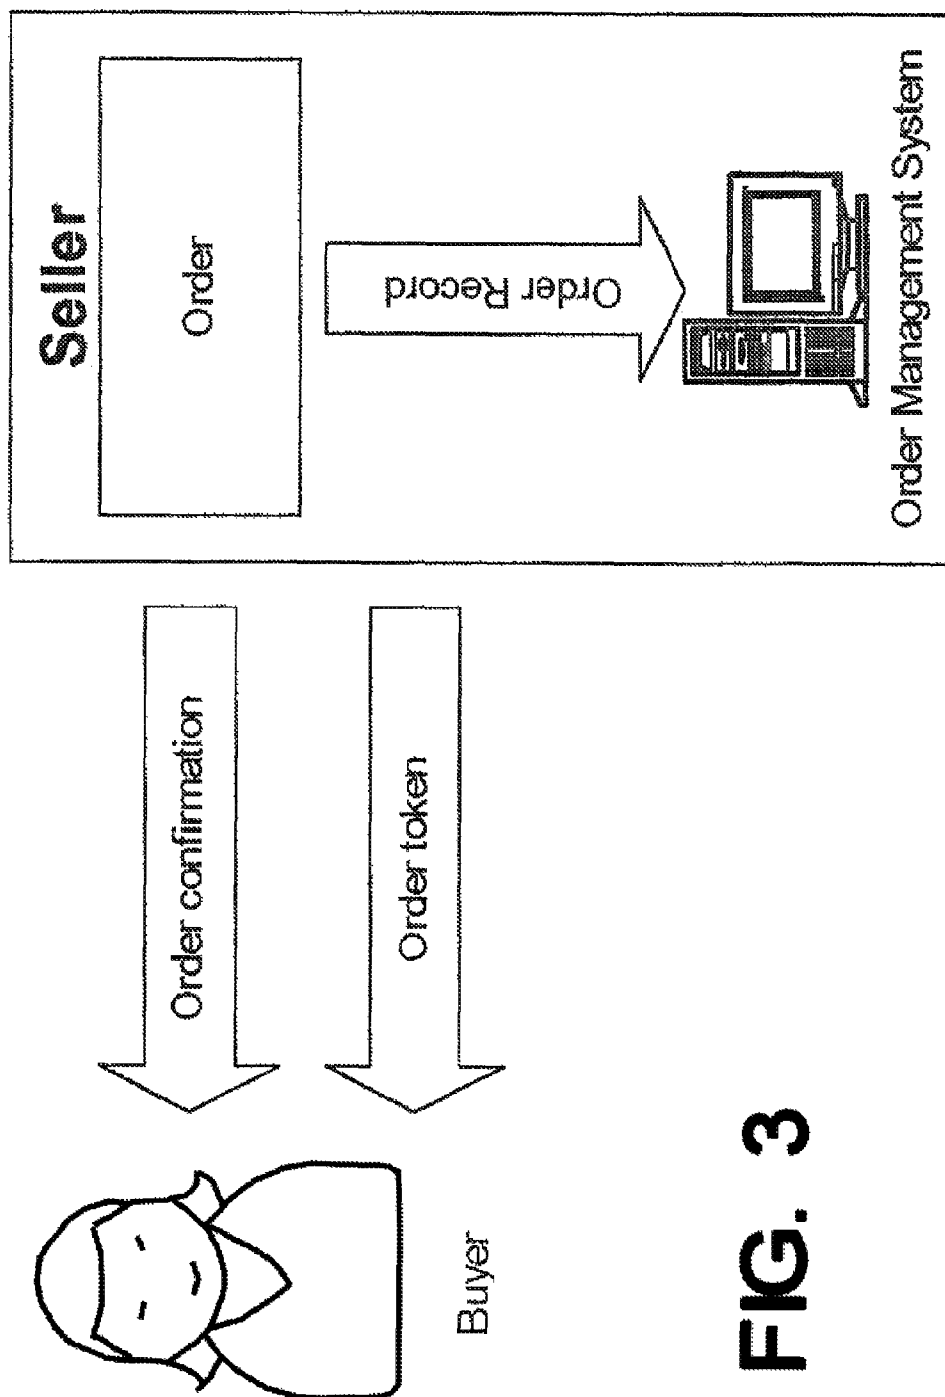 Seller
Order
Order confirmation
Order Record
Order token
Buyer
Order Management System
FIG. 3